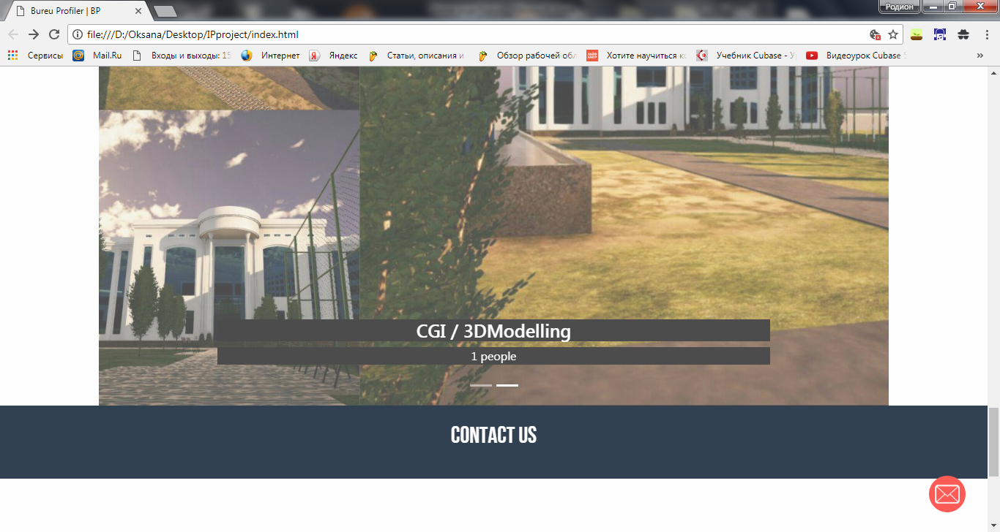 Bureu Profiler | BP
Родион
file:///D:/Oksana/Desktop/IPproject/index.html
Сервисы
Mail.Ru
Входы и выходы: 15
Интернет
Яндекс
Статьи, описания и
Обзор рабочей обл
Хотите научиться
Учебник Cubase -
Видеоурок Cubase
CGI / 3DModelling
1 people
CONTACT US